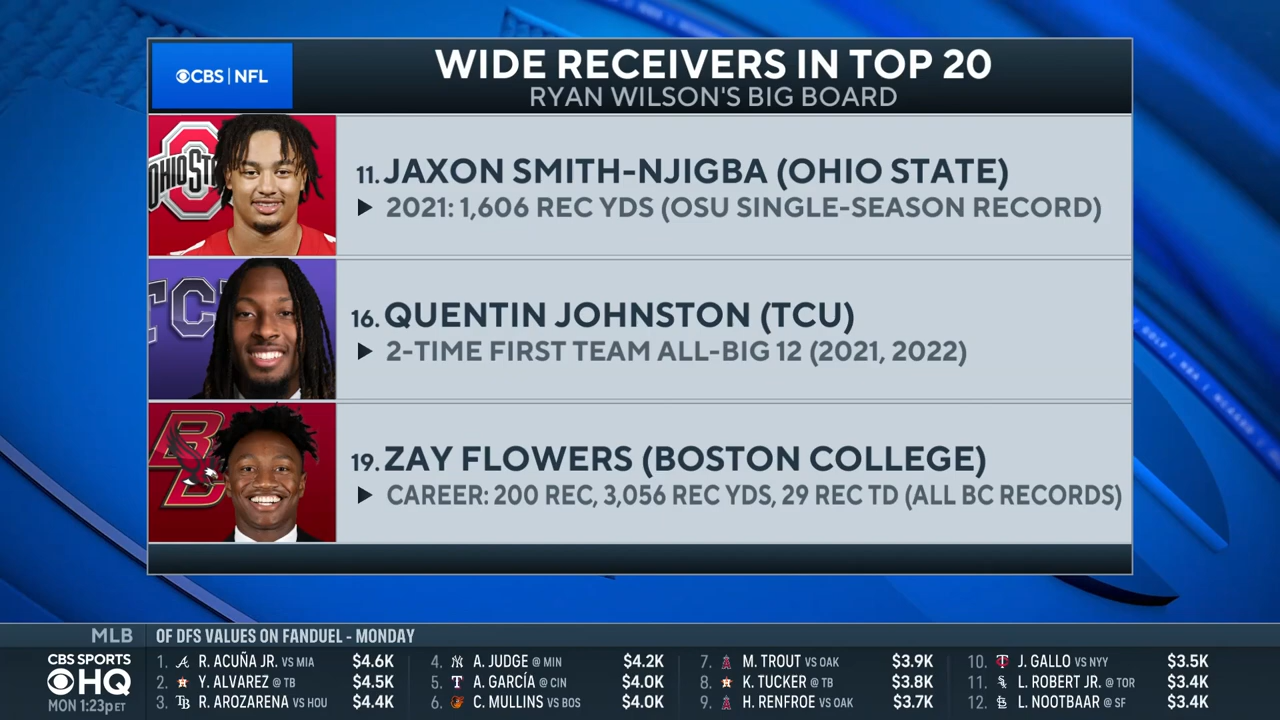 CBS | NFL
WIDE RECEIVERS IN TOP 20
RYAN WILSON'S BIG BOARD
OHIO ST
11. JAXON SMITH-NJIGBA (OHIO STATE)
▶ 2021: 1,606 REC YDS (OSU SINGLE-SEASON RECORD)
TC
16. QUENTIN JOHNSTON (TCU)
▶ 2-TIME FIRST TEAM ALL-BIG 12 (2021, 2022)
BC
19. ZAY FLOWERS (BOSTON COLLEGE)
▶ CAREER: 200 REC, 3,056 REC YDS, 29 REC TD (ALL BC RECORDS)
MLB OF DFS VALUES ON FANDUEL - MONDAY
CBS SPORTS
HQ
MON 1:23PET
1. R. ACUÑA JR. VS MIA $4.6K
2. Y. ALVAREZ @ TB $4.5K
3. R. AROZARENA VS HOU $4.4K
4. A. JUDGE @ MIN $4.2K
5. A. GARCÍA @ CIN $4.0K
6. C. MULLINS VS BOS $4.0K
7. M. TROUT VS OAK $3.9K
8. K. TUCKER @ TB $3.8K
9. H. RENFROE VS OAK $3.7K
10. J. GALLO VS NYY $3.5K
11. L. ROBERT JR. @ TOR $3.4K
12. L. NOOTBAAR @ SF $3.4K